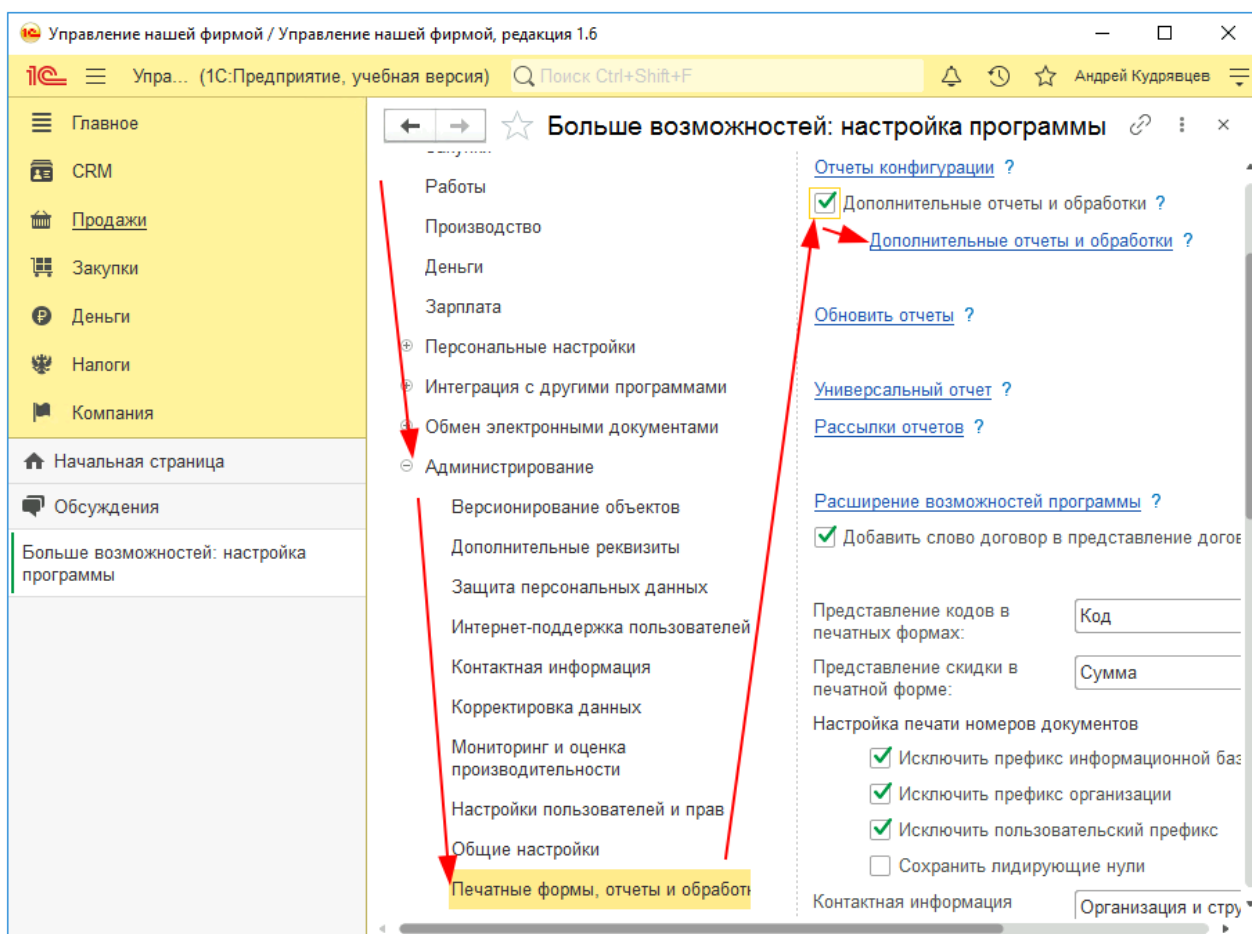 Управление нашей фирмой / Управление нашей фирмой, редакция 1.6
Упра... (1С:Предприятие, учебная версия)
Поиск Ctrl+Shift+F
Андрей Кудрявцев
Главное
CRM
Продажи
Закупки
Деньги
Налоги
Компания
Начальная страница
Обсуждения
Больше возможностей: настройка
программы
Больше возможностей: настройка программы
Работы
Производство
Деньги
Зарплата
Персональные настройки
Интеграция с другими программами
Обмен электронными документами
Администрирование
Версионирование объектов
Дополнительные реквизиты
Защита персональных данных
Интернет-поддержка пользователей
Контактная информация
Корректировка данных
Мониторинг и оценка
производительности
Настройки пользователей и прав
Общие настройки
Печатные формы, отчеты и обработк
Отчеты конфигурации ?
Дополнительные отчеты и обработки ?
Дополнительные отчеты и обработки ?
Обновить отчеты ?
Универсальный отчет ?
Рассылки отчетов ?
Расширение возможностей программы ?
Добавить слово договор в представление догов
Представление кодов в
печатных формах:
Код
Представление скидки в
печатной форме:
Сумма
Настройка печати номеров документов
Исключить префикс информационной баз
Исключить префикс организации
Исключить пользовательский префикс
Сохранить лидирующие нули
Контактная информация
Организация и стру